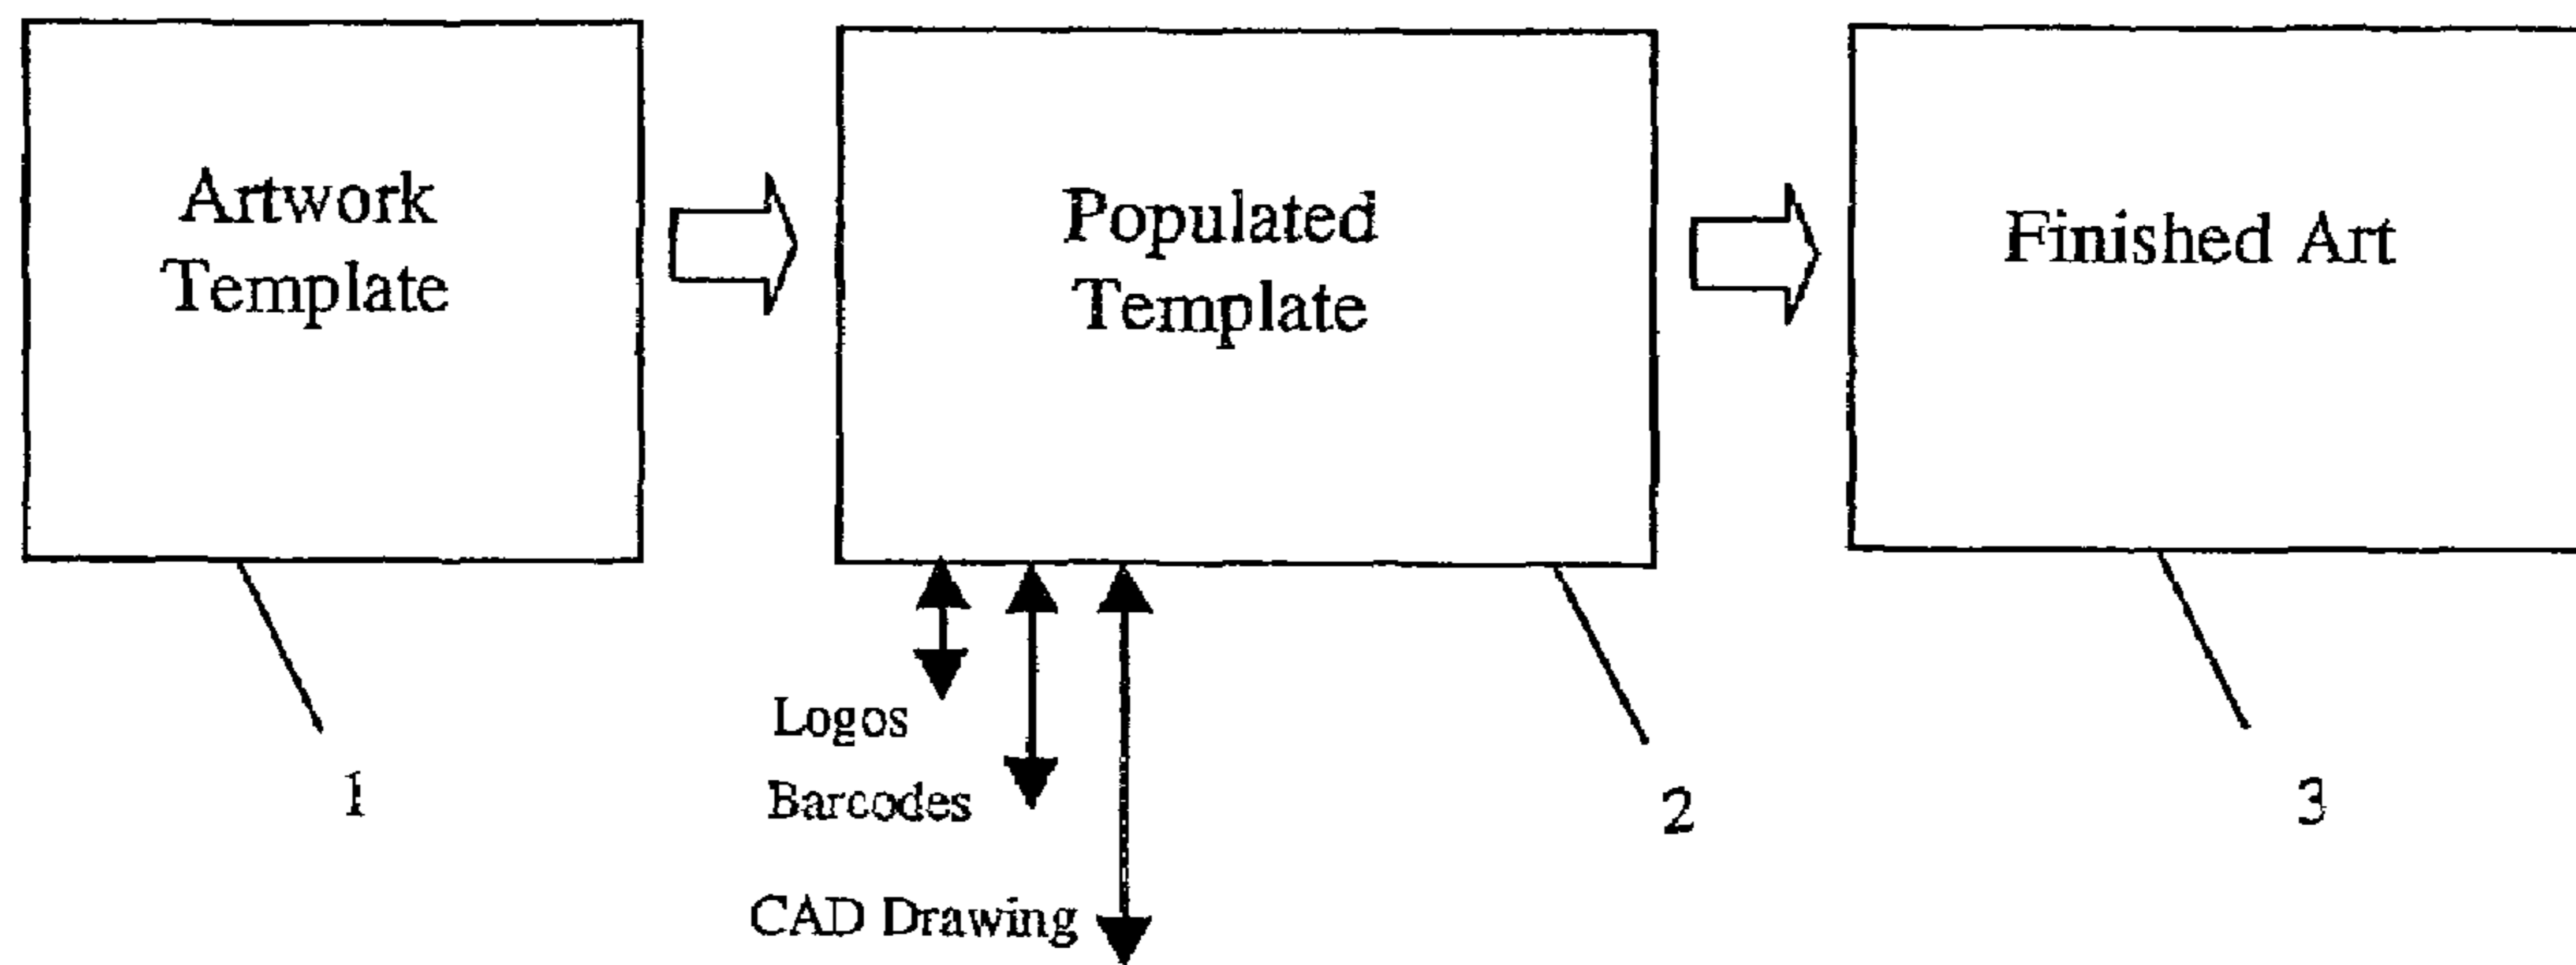 Artwork
Template
Populated
Template
Finished Art
Logos
Barcodes
CAD Drawing
1
2
3